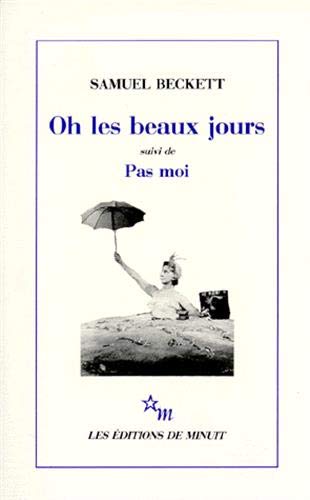 SAMUEL BECKETT
Oh les beaux jours
suivi de
Pas moi
m
LES ÉDITIONS DE MINUIT